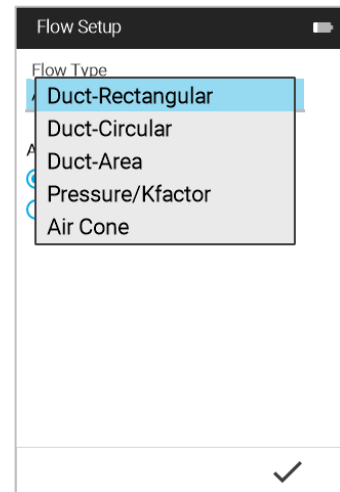 Flow Setup
Flow Type
Duct-Rectangular
Duct-Circular
Duct-Area
Pressure/Kfactor
Air Cone